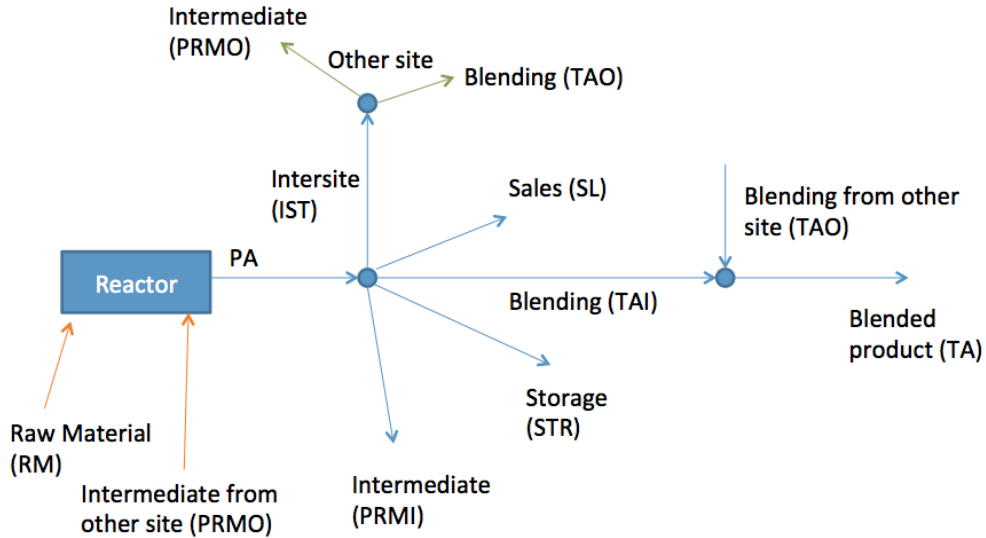 Intermediate
(PRMO)
Other site
Blending (TAO)
Intersite
(IST)
Sales (SL)
Blending from other
site (TAO)
PA
Reactor
Blending (TAI)
Blended
product (TA)
Storage
(STR)
Raw Material
(RM)
Intermediate from
other site (PRMO)
Intermediate
(PRMI)